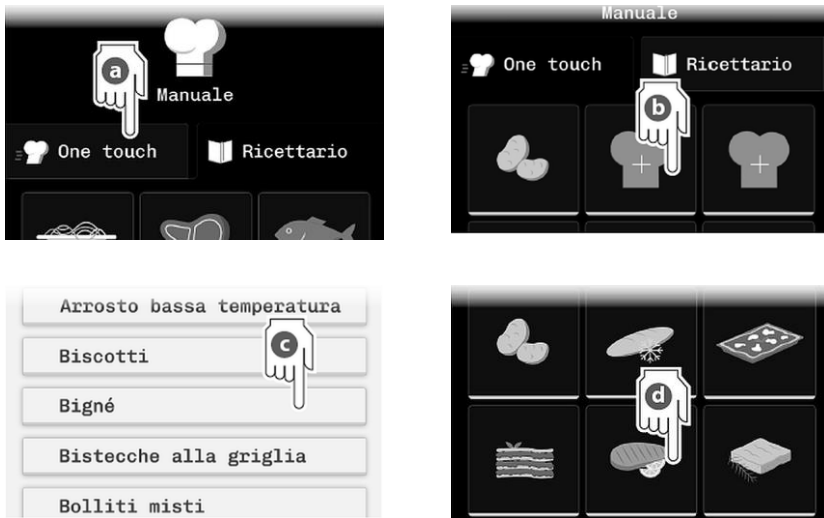 a
Manuale
One touch
Ricettario
Manuale
One touch
Ricettario
b
Arrosto bassa temperatura
c
Biscotti
Bigné
Bistecche alla griglia
Bolliti misti
d